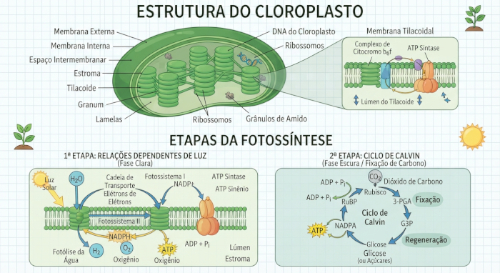 ESTRUTURA DO CLOROPLASTO
Membrana Externa
Membrana Interna
Espaço Intermembranar
Estroma
Tilacoide
Granum
Lamelas
DNA do Cloroplasto
Ribossomos
Ribossomos
Grânulos de Amido
Membrana Tilacoidal
Complexo de
Citocromo b₆f
ATP Sintase
Lúmen do Tilacoide
ETAPAS DA FOTOSSÍNTESE
1ª ETAPA: RELAÇÕES DEPENDENTES DE LUZ
(Fase Clara)
Luz
Solar
H₂O
Cadeia de
Transporte
Elétrons de
Elétrons
Fotossistema I
NADP⁺
ATP Sintase
ATP Sinênio
Fotossistema II
NADPH
H₂
O₂
ATP
ADP + Pᵢ
Fotólise da
Água
Oxigênio
Oxigênio
Lúmen
Estroma
2ª ETAPA: CICLO DE CALVIN
(Fase Escura / Fixação de Carbono)
CO₂
Dióxido de Carbono
ADP + Pᵢ
Rubisco
ADP + Pᵢ
RuBP
3-PGA
Fixação
Ciclo de
Calvin
ATP
NADPA
G3P
Regeneração
Glicose
Glicose
(ou Açúcares)